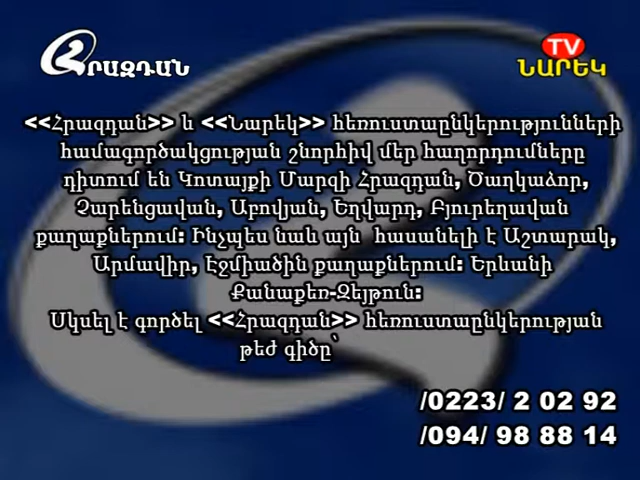 ՀՐԱԶԴԱՆ
TV
ՆԱՐԵԿ
<<Հրազդան>> և <<Նարեկ>> հեռուստաընկերությունների
համագործակցության շնորհիվ մեր հաղորդումները
դիտում են Կոտայքի Մարզի Հրազդան, Ծաղկաձոր,
Չարենցավան, Աբովյան, Եղվարդ, Բյուրեղավան
քաղաքներում: Ինչպես նաև այն հասանելի է Աշտարակ,
Արմավիր, Էջմիածին քաղաքներում: Երևանի
Քանաքեռ-Զեյթուն:
Սկսել է գործել <<Հրազդան>> հեռուստաընկերության
թեժ գիծը՝
/0223/ 2 02 92
/094/ 98 88 14